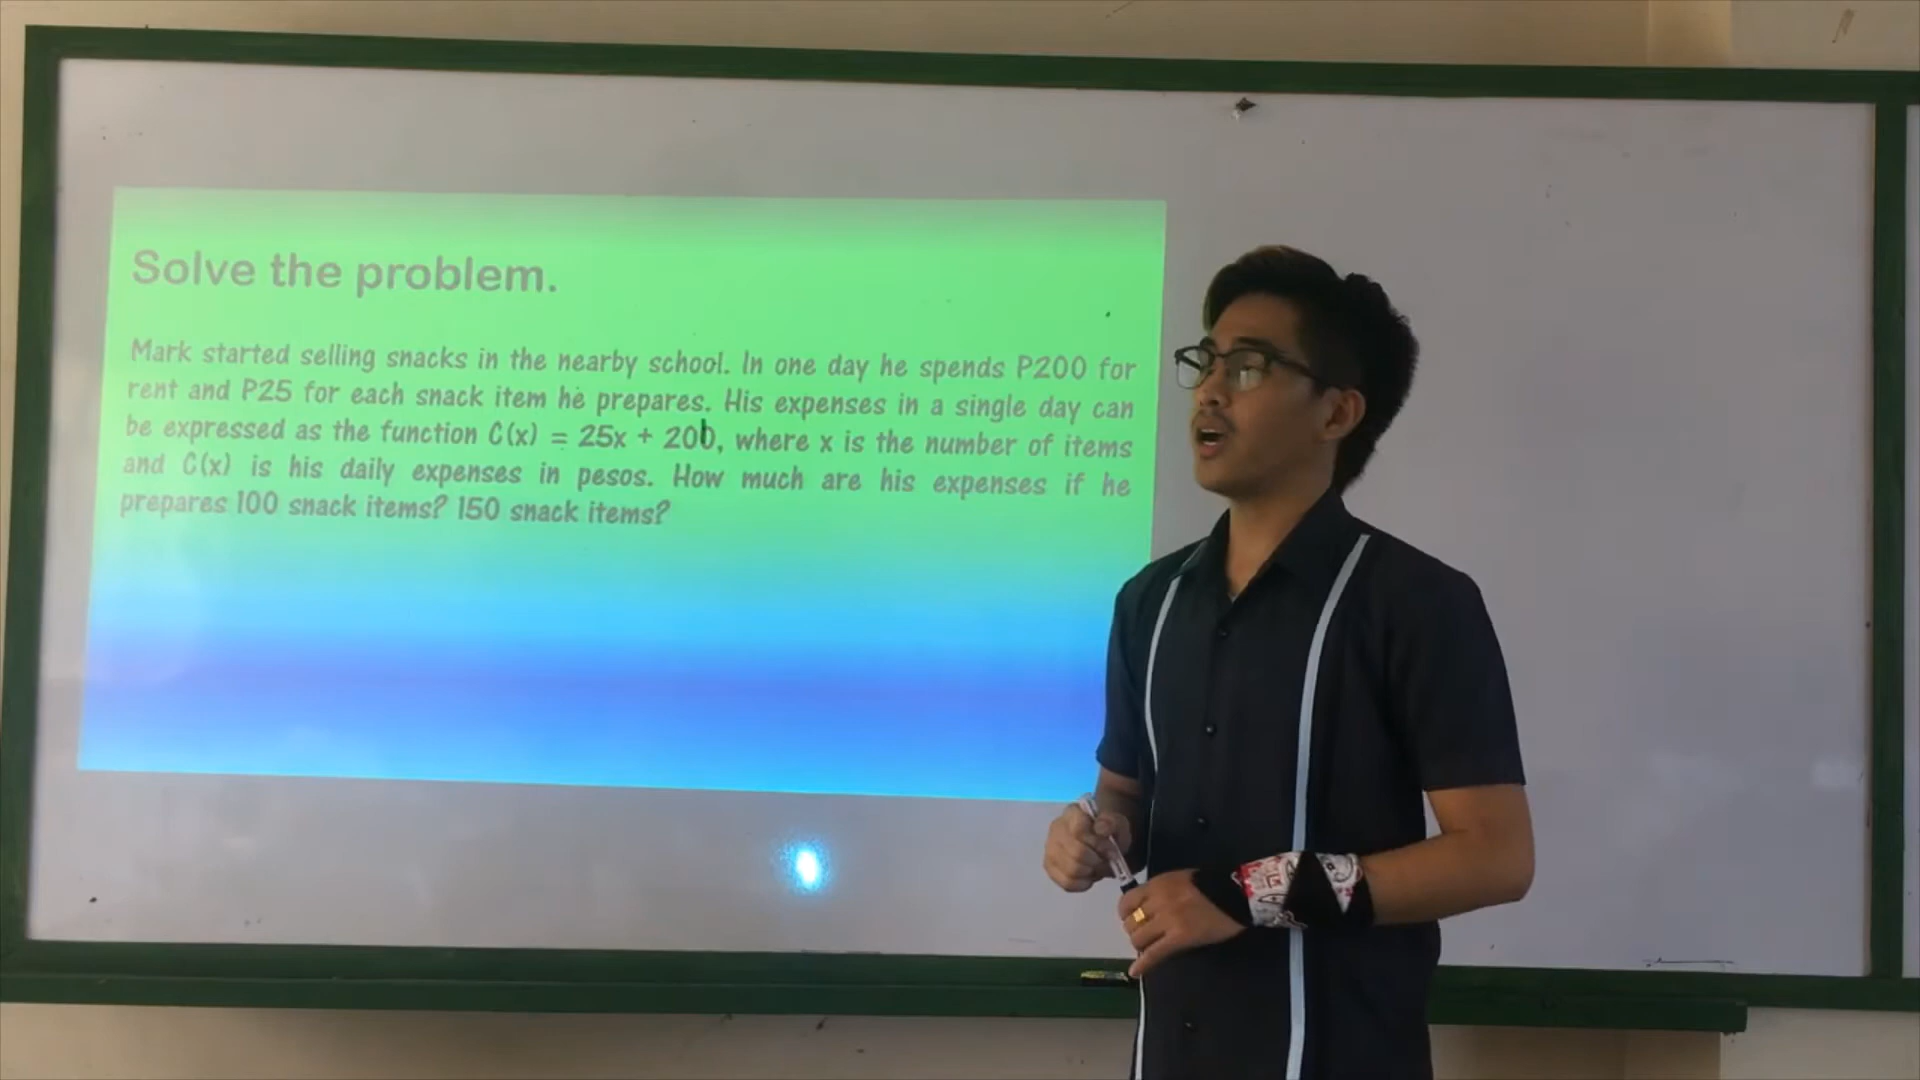 Solve the problem.
Mark started selling snacks in the nearby school. In one day he spends P200 for
rent and P25 for each snack item he prepares. His expenses in a single day can
be expressed as the function C(x) = 25x + 200, where x is the number of items
and C(x) is his daily expenses in pesos. How much are his expenses if he
prepares 100 snack items? 150 snack items?